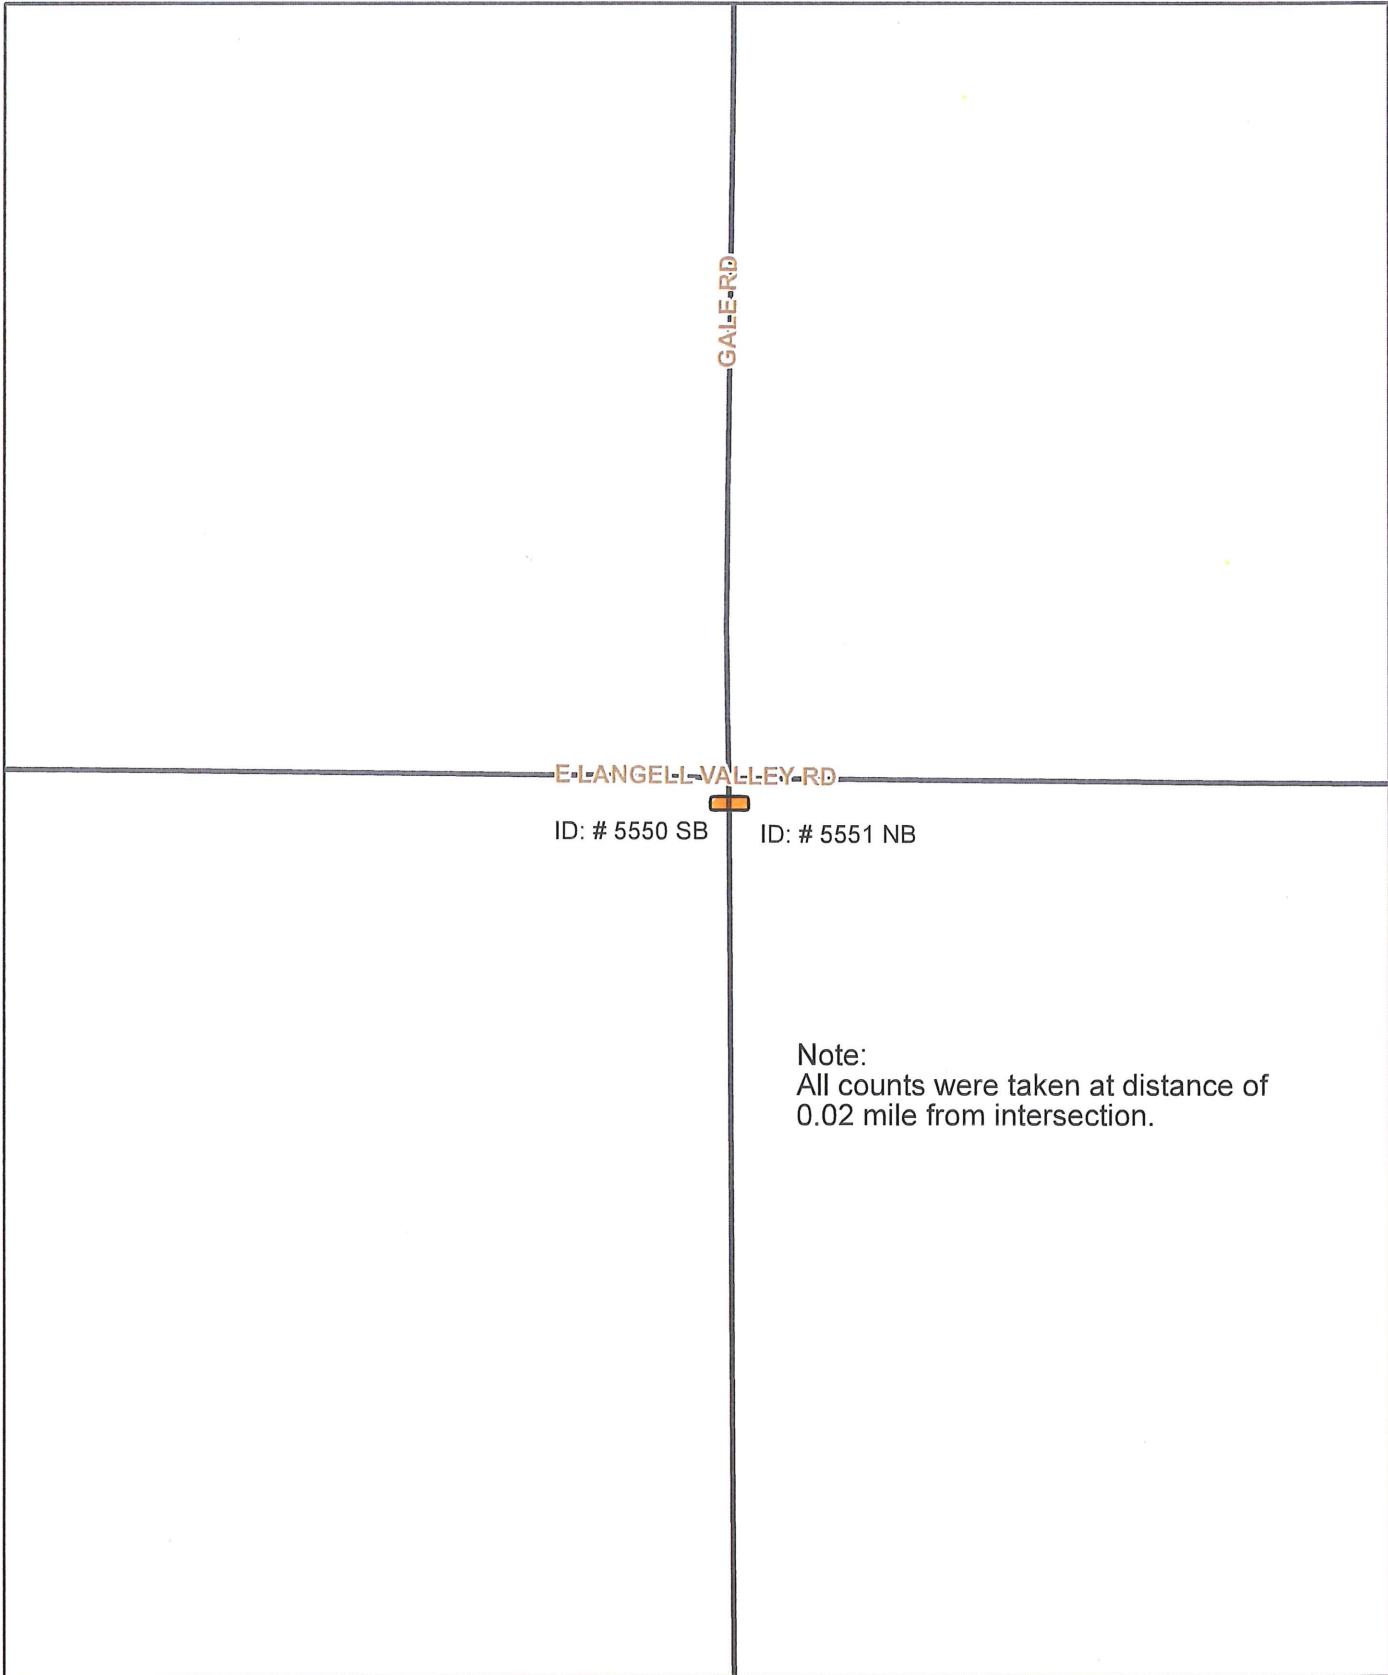 GALE RD
E LANGELL VALLEY RD
ID: # 5550 SB
ID: # 5551 NB
Note:
All counts were taken at distance of
0.02 mile from intersection.